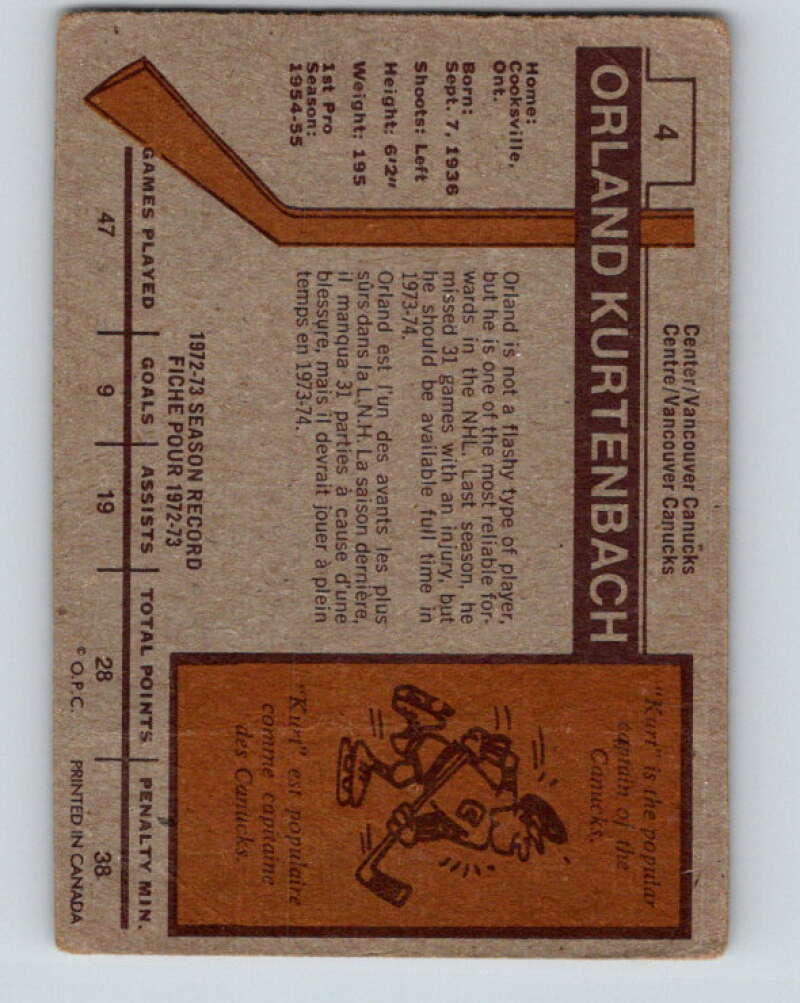 4
Center/Vancouver Canucks
Centre/Vancouver Canucks
ORLAND KURTENBACH
Home:
Cooksville,
Ont.
Born:
Sept. 7, 1936
Shoots: Left
Height: 6'2"
Weight: 195
1st Pro
Season:
1954-55
Orland is not a flashy type of player,
but he is one of the most reliable for-
wards in the NHL. Last season, he
missed 31 games with an injury, but
he should be available full time in
1973-74.
Orland est l'un des avants les plus
sûrs dans la L.N.H. La saison dernière,
il manqua 31 parties à cause d'une
blessure, mais il devrait jouer à plein
temps en 1973-74.
"Kurt" is the popular
captain of the
Canucks.
"Kurt" est populaire
comme capitaine
des Canucks.
1972-73 SEASON RECORD
FICHE POUR 1972-73
GAMES PLAYED GOALS ASSISTS TOTAL POINTS PENALTY MIN.
47 9 19 28 38
© O.P.C. PRINTED IN CANADA